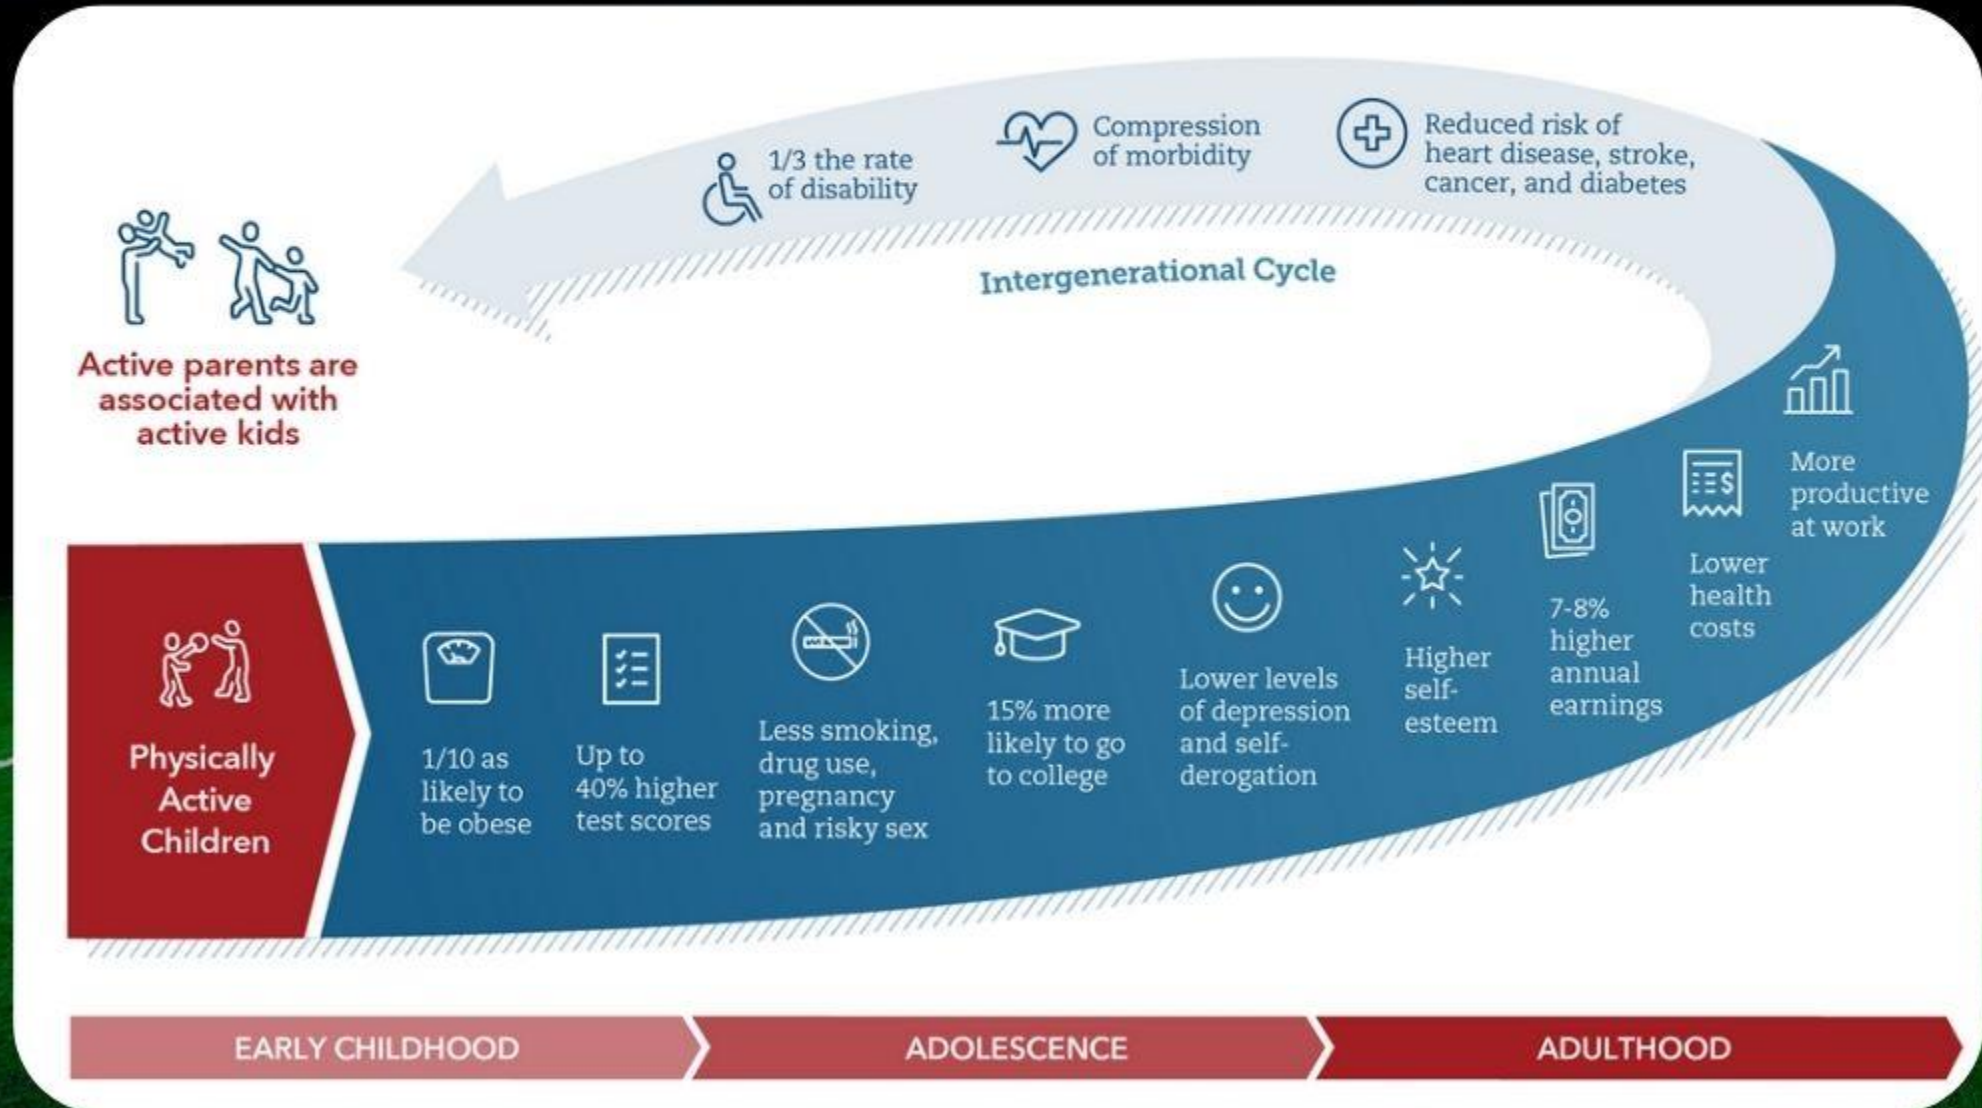 1/3 the rate
of disability
Compression
of morbidity
Reduced risk of
heart disease, stroke,
cancer, and diabetes
Intergenerational Cycle
Active parents are
associated with
active kids
Physically
Active
Children
1/10 as
likely to
be obese
Up to
40% higher
test scores
Less smoking,
drug use,
pregnancy
and risky sex
15% more
likely to go
to college
Lower levels
of depression
and self-
derogation
Higher
self-
esteem
7-8%
higher
annual
earnings
$
Lower
health
costs
More
productive
at work
EARLY CHILDHOOD
ADOLESCENCE
ADULTHOOD